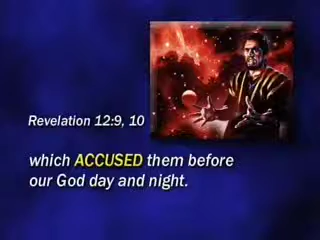 Revelation 12:9, 10
which ACCUSED them before
our God day and night.